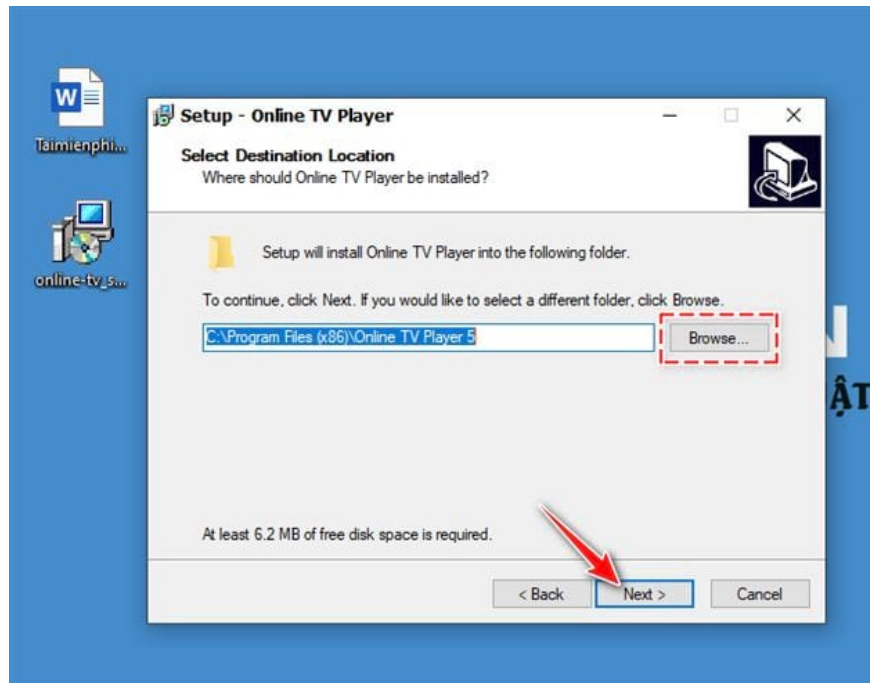 Taimienphi...
online-tv_s...
Setup - Online TV Player
Select Destination Location
Where should Online TV Player be installed?
Setup will install Online TV Player into the following folder.
To continue, click Next. If you would like to select a different folder, click Browse.
C:\Program Files (x86)\Online TV Player 5
Browse...
At least 6.2 MB of free disk space is required.
< Back
Next >
Cancel
N
ẬT